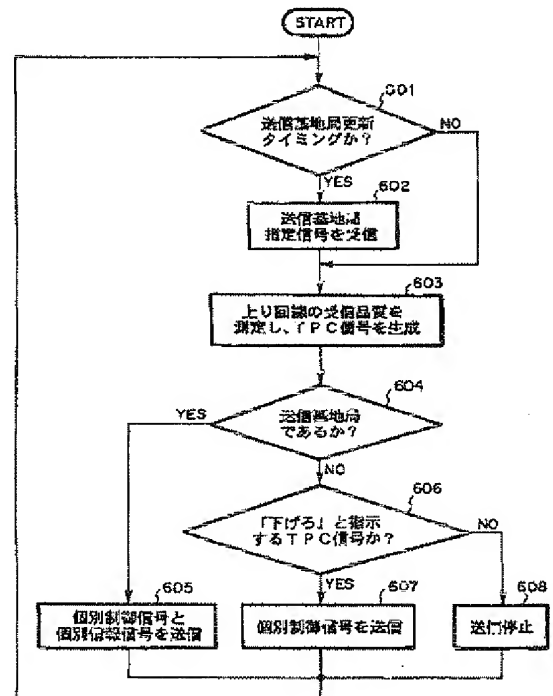 START
601
送信基地局更新
タイミングか?
NO
YES
602
送信基地局
指定信号を受信
603
上り回線の受信品質を
測定し、TPC信号を生成
604
YES
送信基地局
であるか?
NO
606
「下げろ」と指示
するTPC信号か?
NO
YES
605
607
608
個別制御信号と
個別情報信号を送信
個別制御信号を送信
送信停止